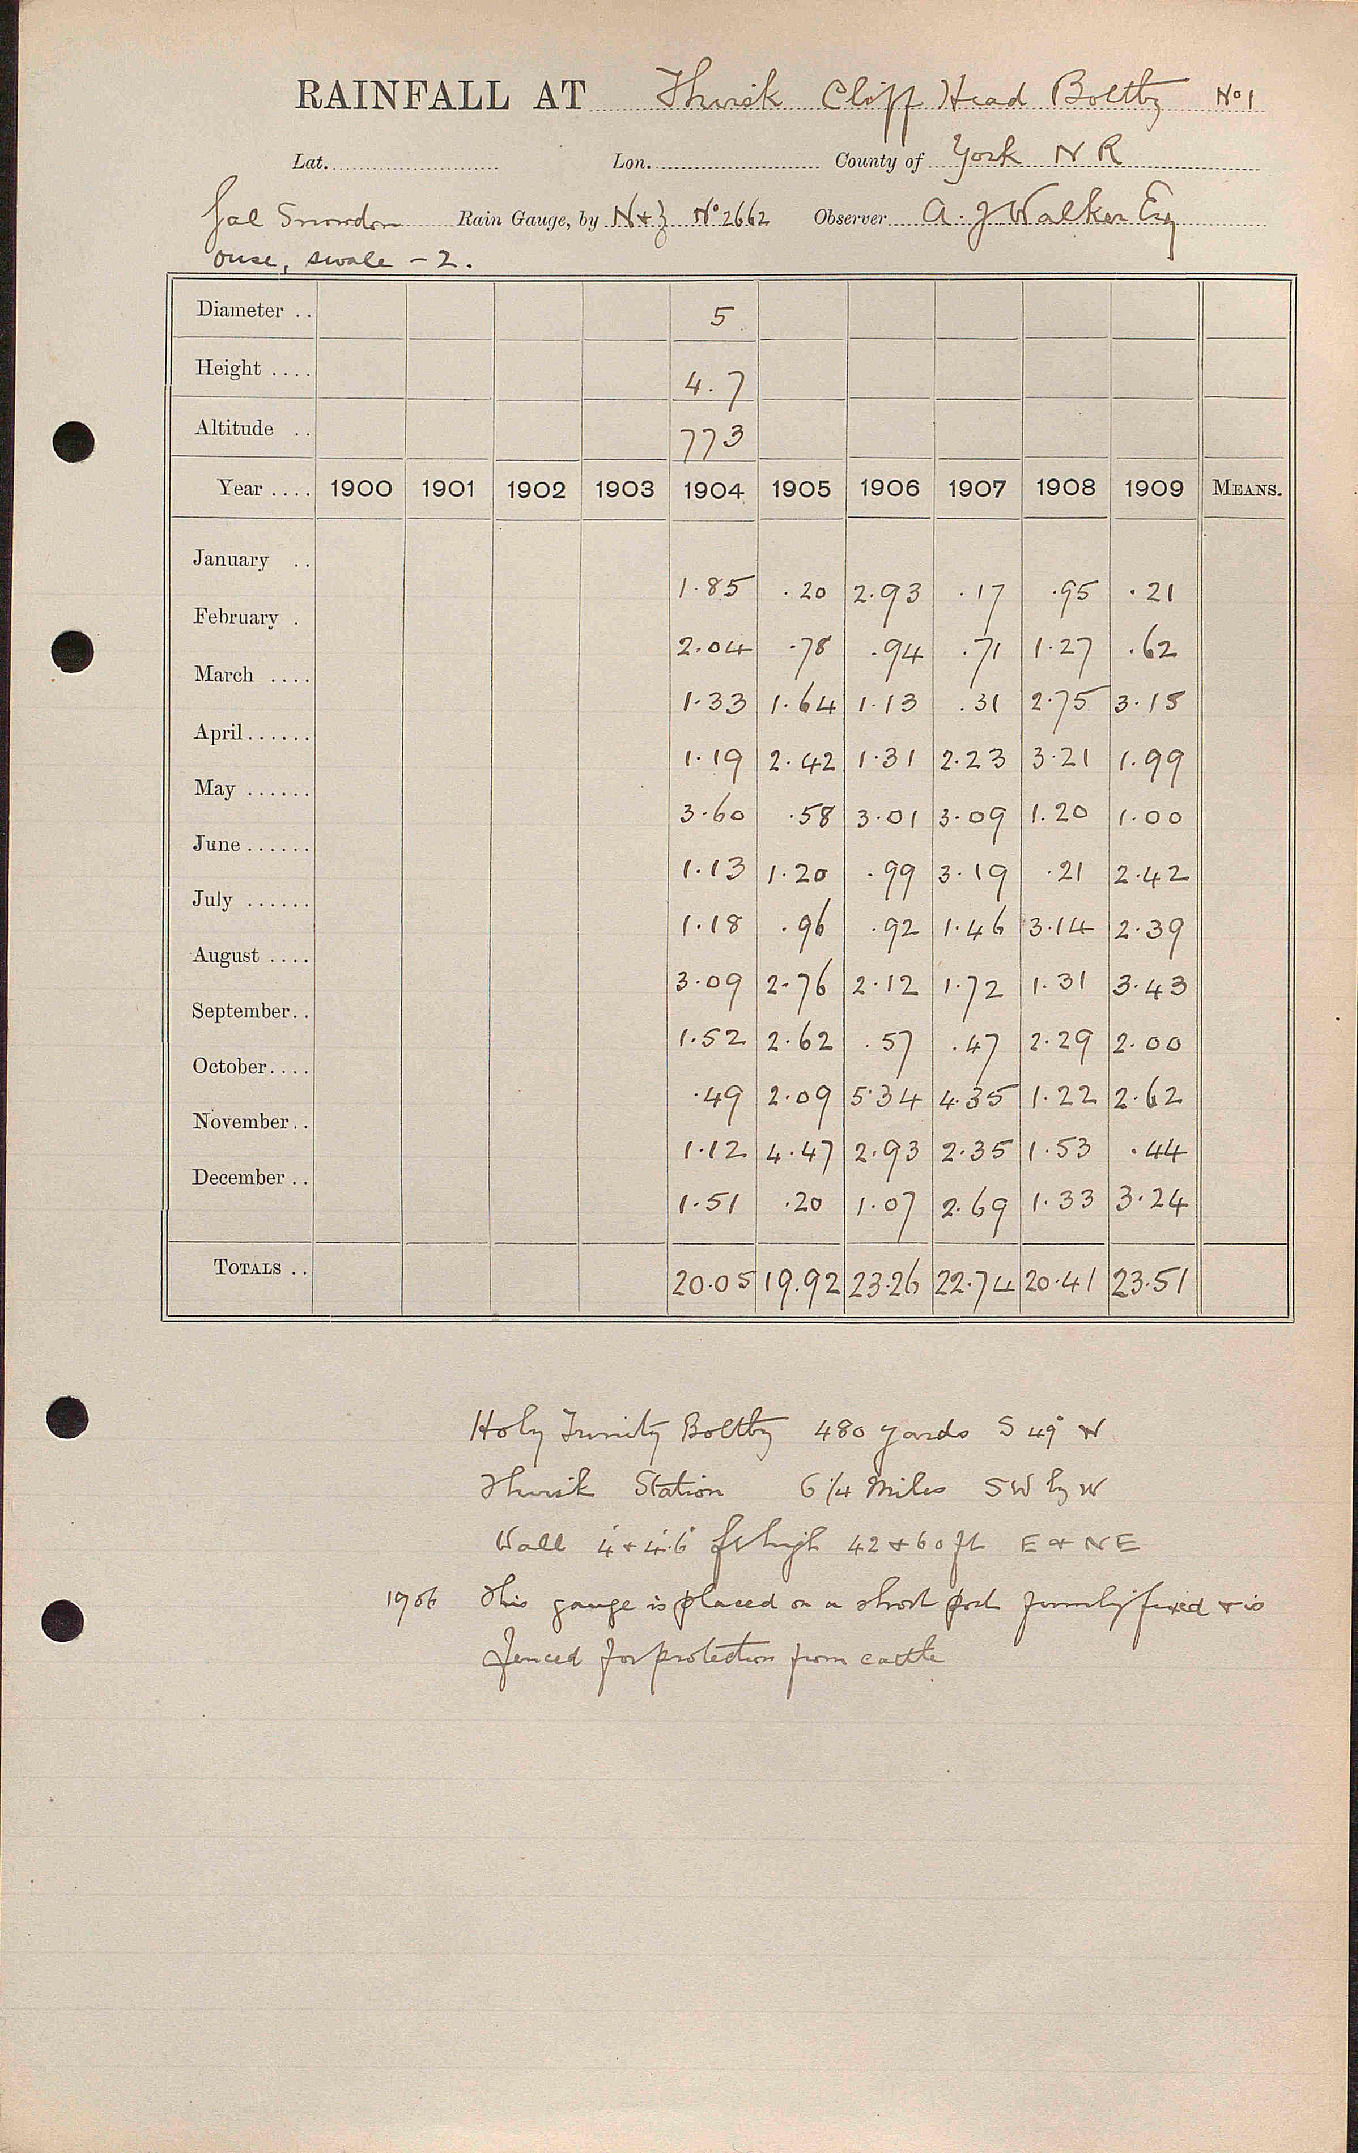 RAINFALL AT Thirsk Cliff Head Boltby No 1
Lat. Lon. County of York N R
Snowdon Rain Gauge, by N & Z No 2662 Observer A. J Walker Esq
Ouse, Swale - 2.
Diameter .. 5
Height .... 4.7
Altitude .. 773
Year .... 1900 1901 1902 1903 1904 1905 1906 1907 1908 1909 MEANS.
January .. 1.85 .20 2.93 .17 .95 .21
February . 2.04 .78 .94 .71 1.27 .62
March .... 1.33 1.64 1.13 .31 2.75 3.15
April...... 1.19 2.42 1.31 2.23 3.21 1.99
May ...... 3.60 .58 3.01 3.09 1.20 1.00
June ...... 1.13 1.20 .99 3.19 .21 2.42
July ...... 1.18 .96 .92 1.46 3.14 2.39
August .... 3.09 2.76 2.12 1.72 1.31 3.43
September.. 1.52 2.62 .57 .47 2.29 2.00
October.... .49 2.09 5.34 4.35 1.22 2.62
November.. 1.12 4.47 2.93 2.35 1.53 .44
December .. 1.51 .20 1.07 2.69 1.33 3.24
TOTALS .. 20.05 19.92 23.26 22.74 20.41 23.51
Holy Trinity Boltby 480 yards S 49° W
Thirsk Station 6 1/4 Miles SW by W
Wall 4 & 4.6 ft high 42 & 60 ft E & NE
1906 This gauge is placed on a short post firmly fixed & is
fenced for protection from cattle